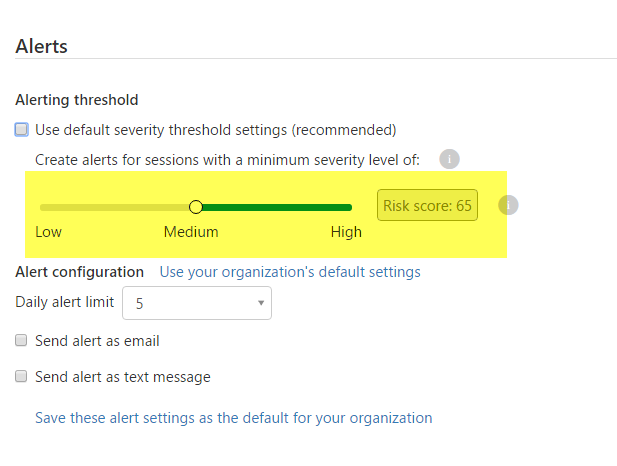 Alerts
Alerting threshold
Use default severity threshold settings (recommended)
Create alerts for sessions with a minimum severity level of: i
Risk score: 65 i
Low Medium High
Alert configuration Use your organization's default settings
Daily alert limit 5
Send alert as email
Send alert as text message
Save these alert settings as the default for your organization